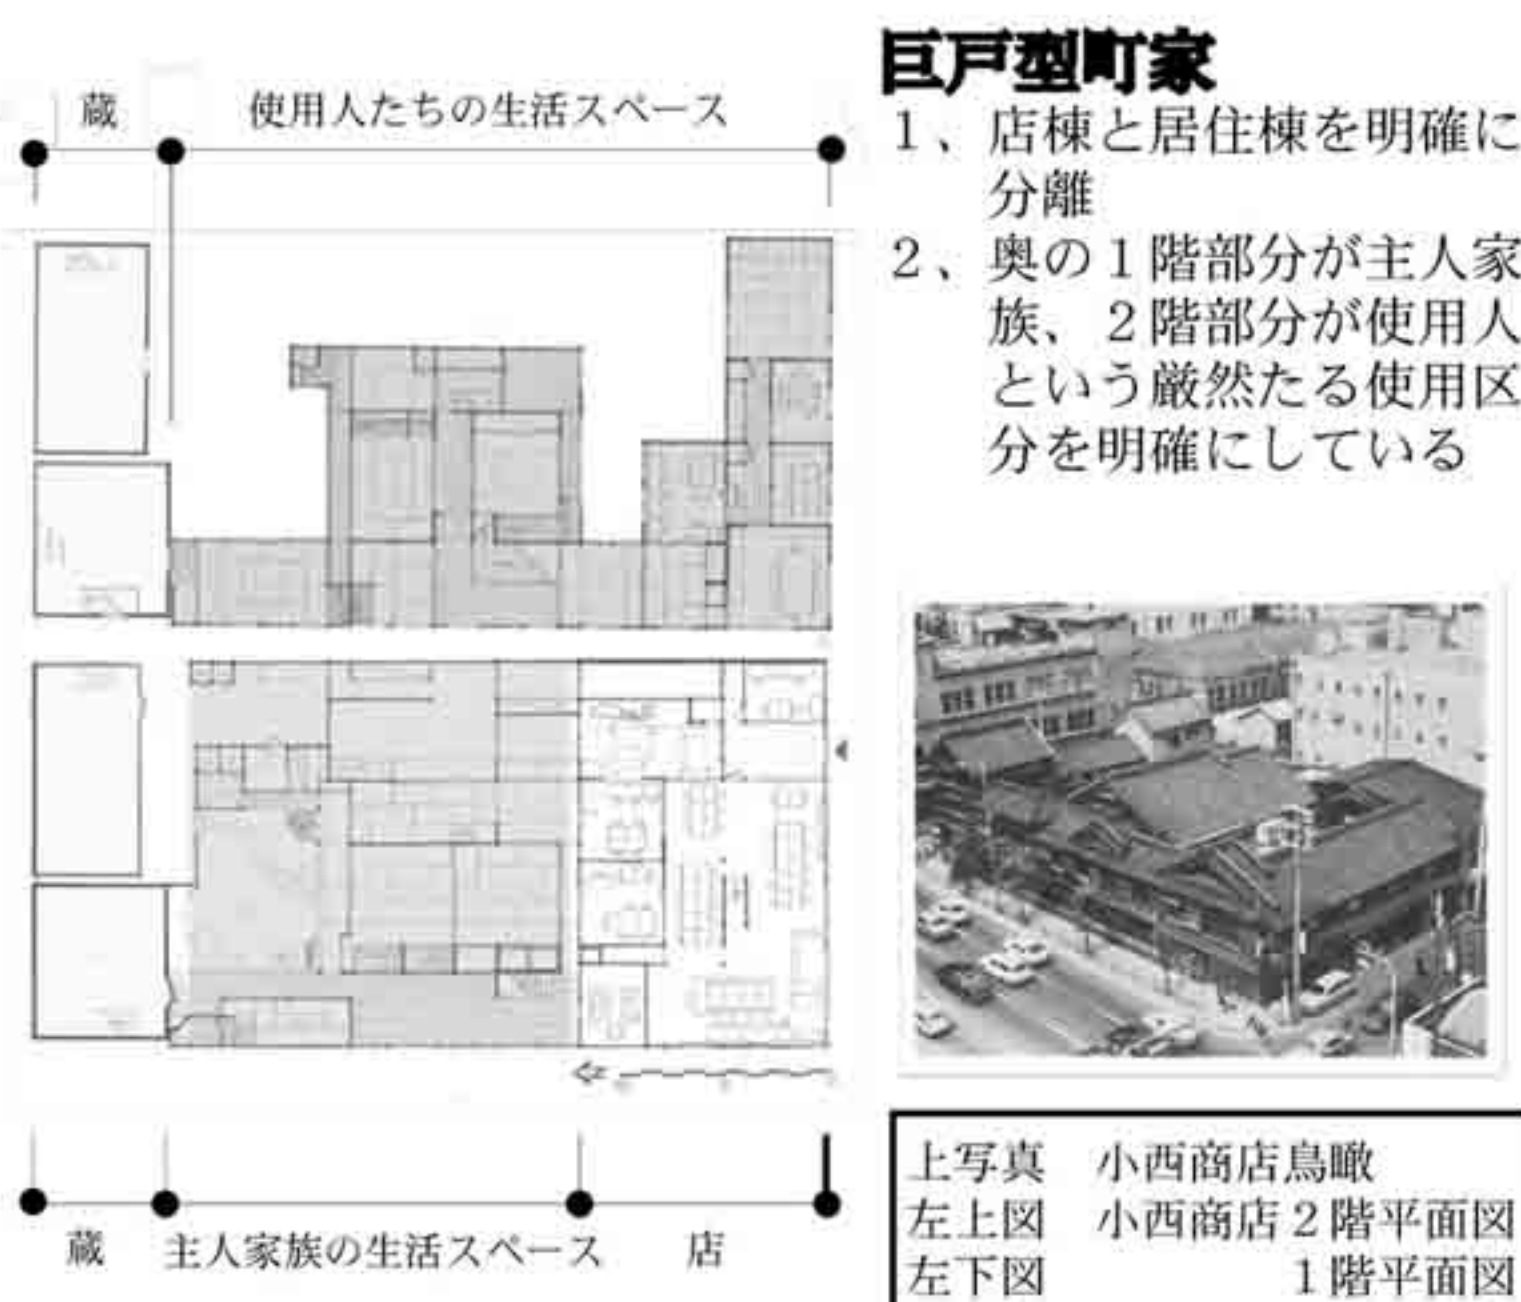 蔵 使用人たちの生活スペース
巨戸型町家
1、店棟と居住棟を明確に
分離
2、奥の1階部分が主人家
族、2階部分が使用人
という厳然たる使用区
分を明確にしている
蔵 主人家族の生活スペース 店
上写真 小西商店鳥瞰
左上図 小西商店2階平面図
左下図 1階平面図